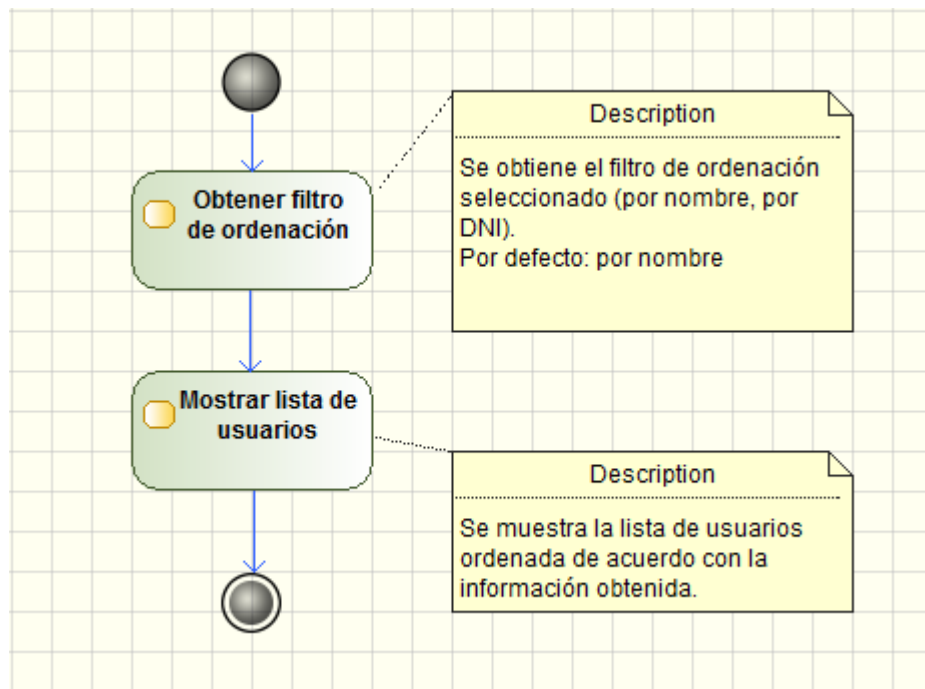 Description
Obtener filtro
de ordenación
Se obtiene el filtro de ordenación
seleccionado (por nombre, por
DNI).
Por defecto: por nombre
Mostrar lista de
usuarios
Description
Se muestra la lista de usuarios
ordenada de acuerdo con la
información obtenida.